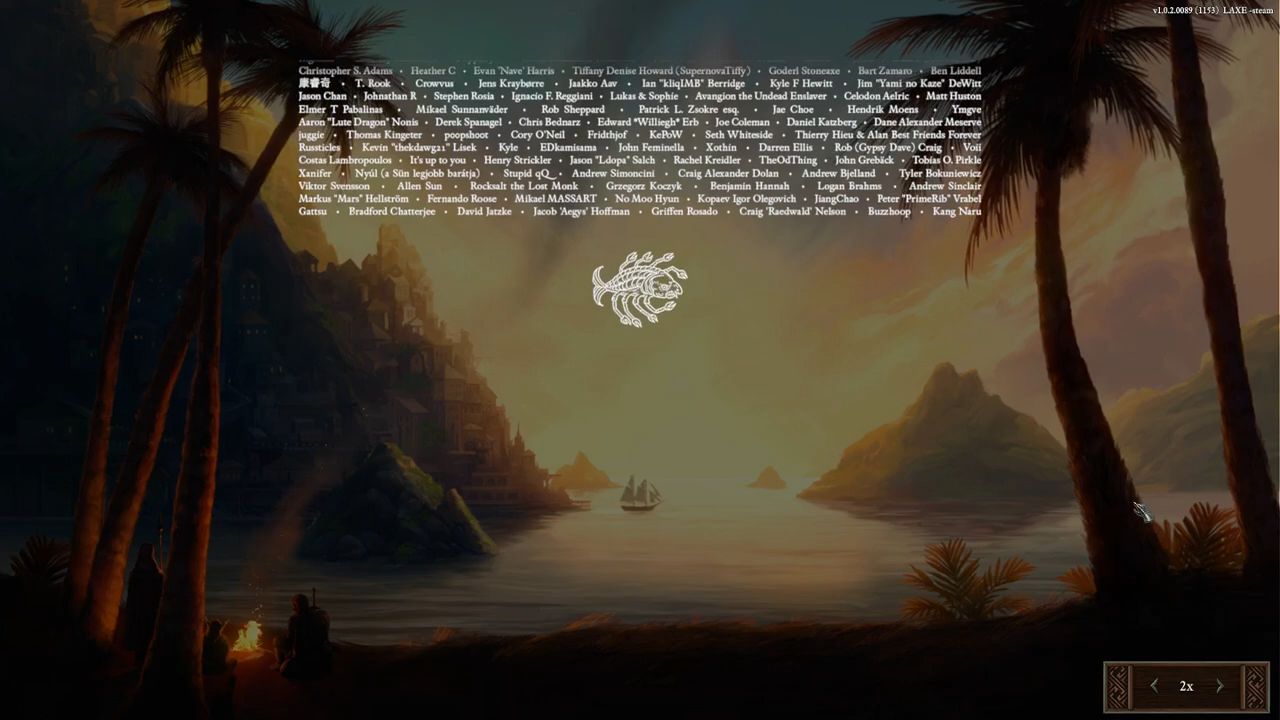 v1.0.2.0089 (1153) LAXE -steam
Christopher S. Adams • Heather C • Evan 'Nave' Harris • Tiffany Denise Howard (SupernovaTiffy) • Goderl Stoneaxe • Bart Zamaro • Ben Liddell
康睿奇 • T. Rook • Crowvus • Jens Kraybørre • Jaakko Aav • Ian "kliqIMB" Berridge • Kyle F Hewitt • Jim "Yami no Kaze" DeWitt
Jason Chan • Johnathan R • Stephen Rosia • Ignacio F. Reggiani • Lukas & Sophie • Avangion the Undead Enslaver • Celodon Aelric • Matt Huston
Elmer T Pabalinas • Mikael Sunnanväder • Rob Sheppard • Patrick L. Zsokre esq. • Jae Choe • Hendrik Moens • Yngve
Aaron "Lute Dragon" Nonis • Derek Spanagel • Chris Bednarz • Edward *Williegh* Erb • Joe Coleman • Daniel Katzberg • Dane Alexander Meserve
juggie • Thomas Kingeter • poopshoot • Cory O'Neil • Fridthjof • KePoW • Seth Whiteside • Thierry Hieu & Alan Best Friends Forever
Russticles • Kevin "thekdawg21" Lisek • Kyle • EDkamisama • John Feminella • Xothin • Darren Ellis • Rob (Gypsy Dave) Craig • Voil
Costas Lambropoulos • It's up to you • Henry Strickler • Jason "Ldopa" Salch • Rachel Kreidler • TheOdThing • John Grebäck • Tobias O. Pirkle
Xanifer • Nyúl (a Sün legjobb barátja) • Stupid qQ_ • Andrew Simoncini • Craig Alexander Dolan • Andrew Bjelland • Tyler Bokuniewicz
Viktor Svensson • Allen Sun • Rocksalt the Lost Monk • Grzegorz Koczyk • Benjamin Hannah • Logan Brahms • Andrew Sinclair
Markus "Mars" Hellström • Fernando Roose • Mikael MASSART • No Moo Hyun • Kopaev Igor Olegovich • JiangChao • Peter "PrimeRib" Vrabel
Gattsu • Bradford Chatterjee • David Jatzke • Jacob 'Aegys' Hoffman • Griffen Rosado • Craig 'Raedwald' Nelson • Buzzhoop • Kang Naru
2x